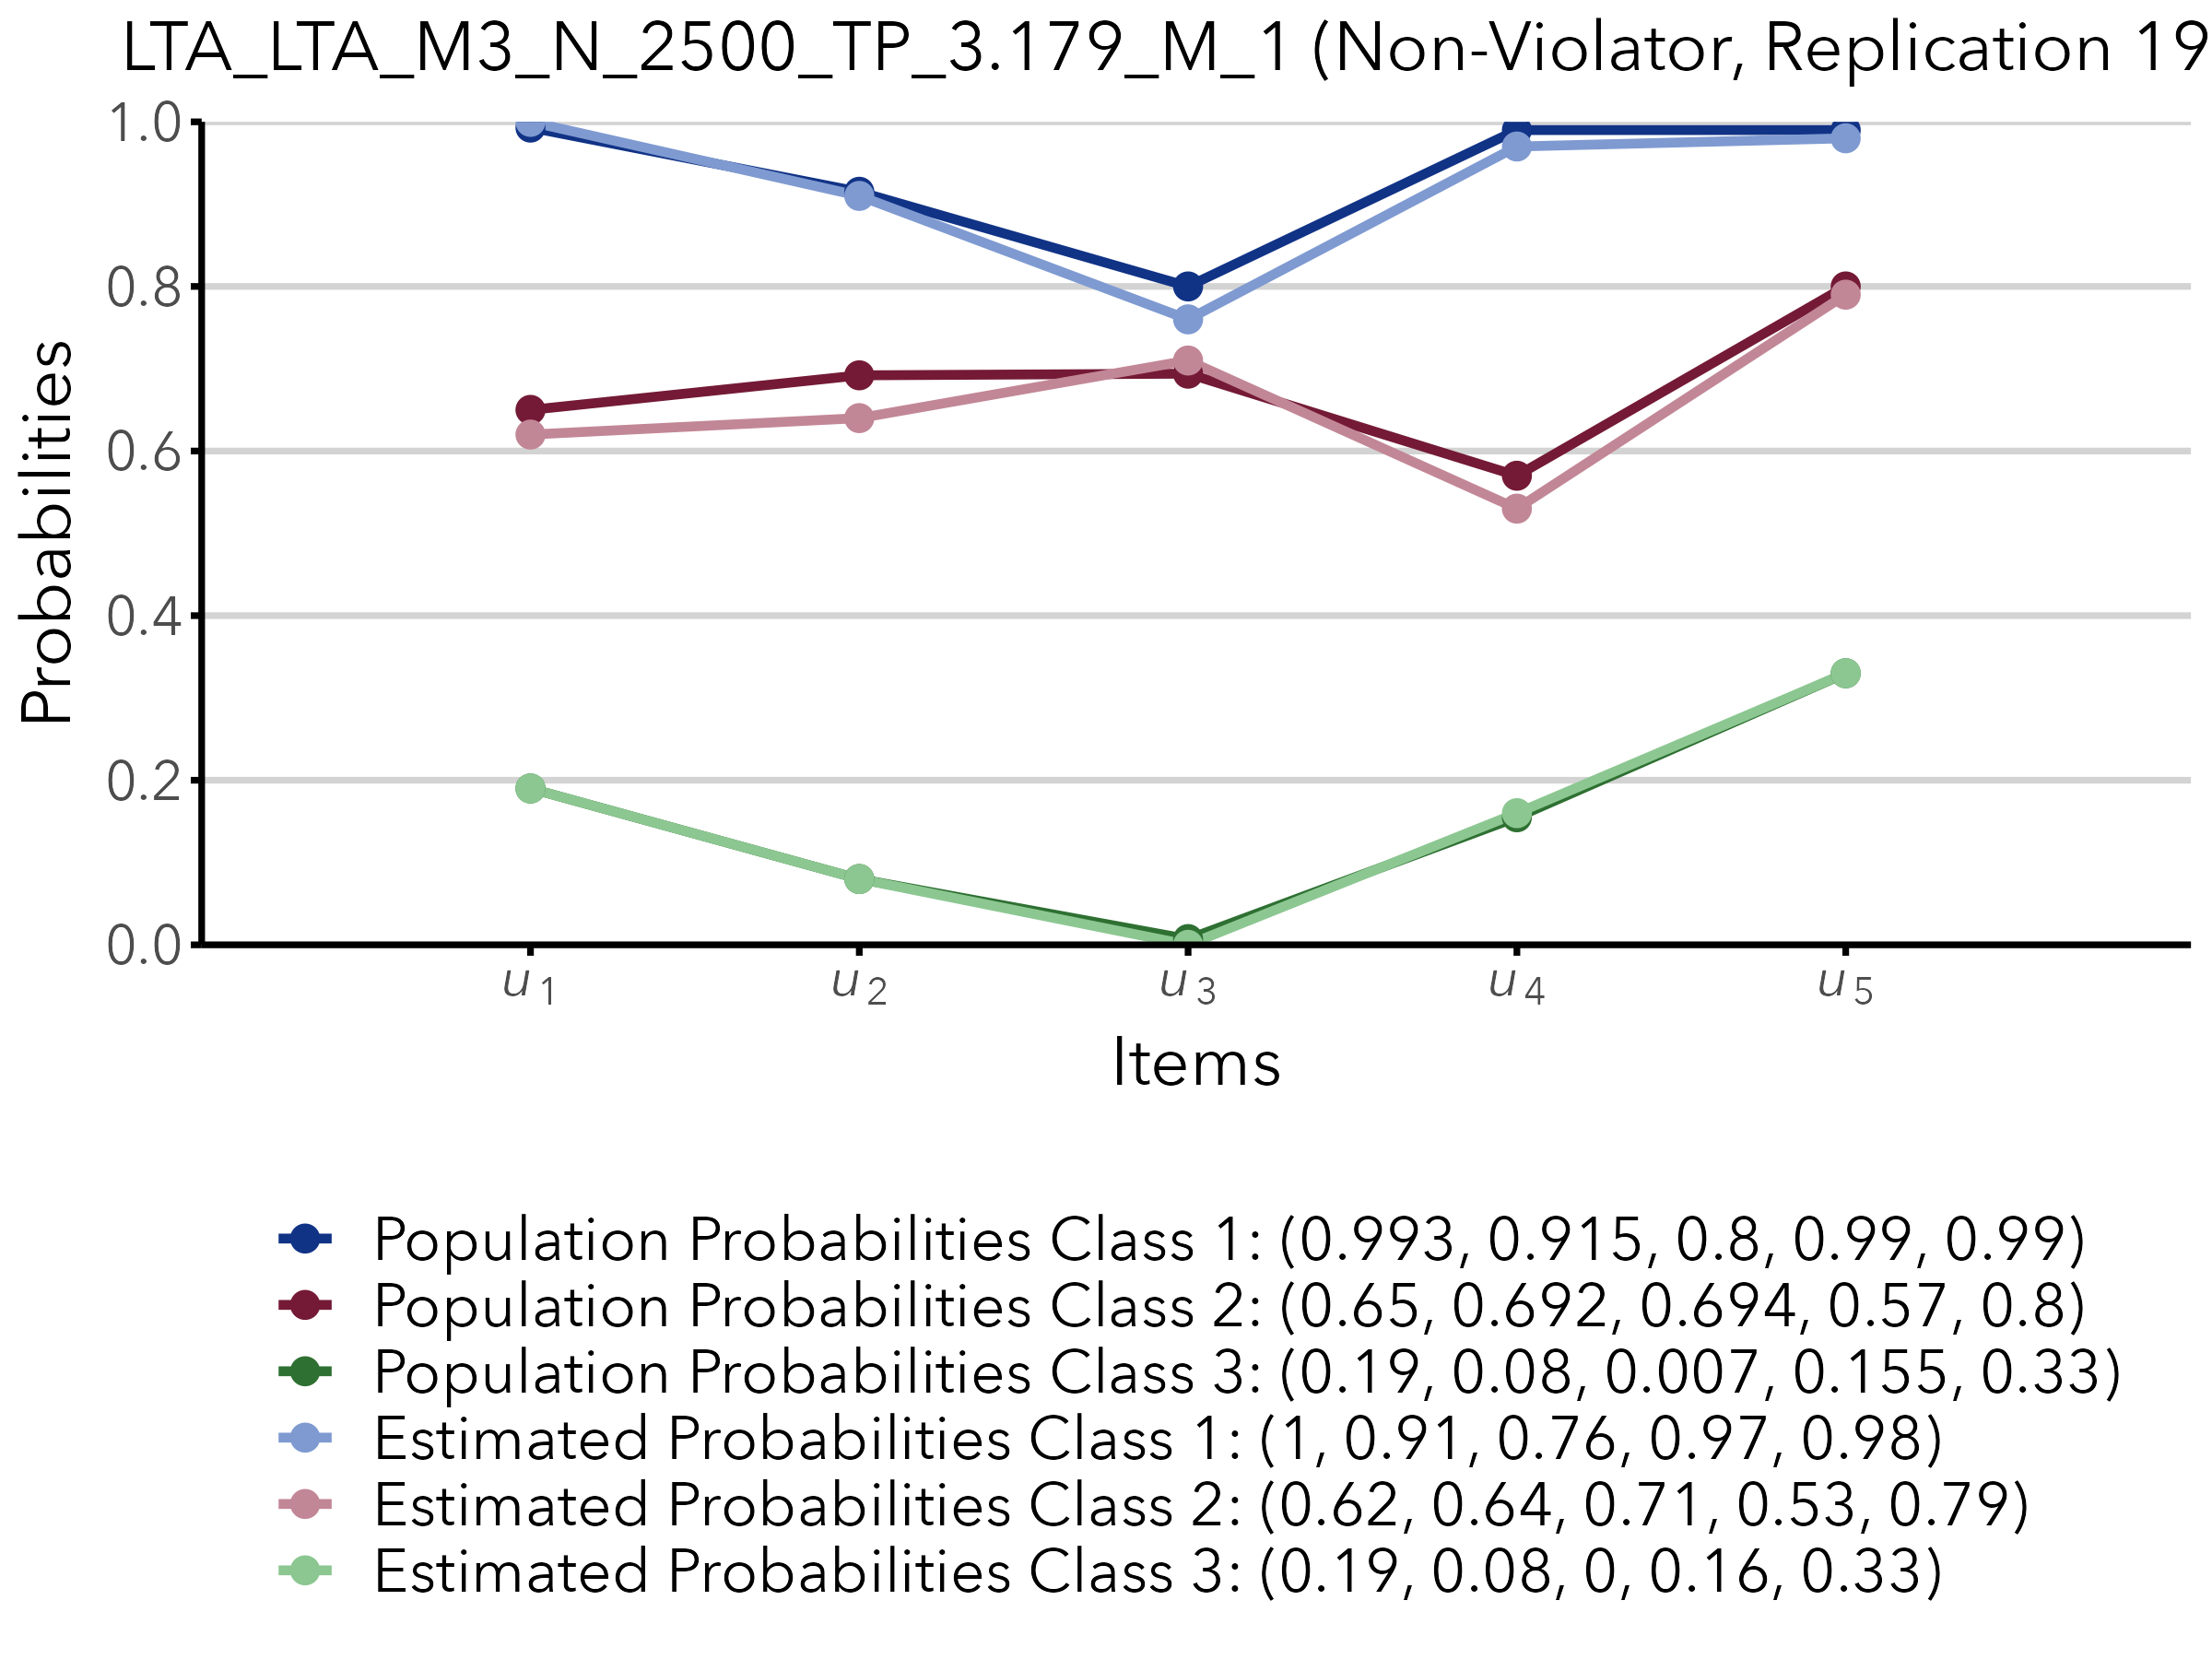 LTA_LTA_M3_N_2500_TP_3.179_M_1 (Non-Violator, Replication 19
Probabilities
1.0
0.8
0.6
0.4
0.2
0.0
u1 u2 u3 u4 u5
Items
Population Probabilities Class 1: (0.993, 0.915, 0.8, 0.99, 0.99)
Population Probabilities Class 2: (0.65, 0.692, 0.694, 0.57, 0.8)
Population Probabilities Class 3: (0.19, 0.08, 0.007, 0.155, 0.33)
Estimated Probabilities Class 1: (1, 0.91, 0.76, 0.97, 0.98)
Estimated Probabilities Class 2: (0.62, 0.64, 0.71, 0.53, 0.79)
Estimated Probabilities Class 3: (0.19, 0.08, 0, 0.16, 0.33)